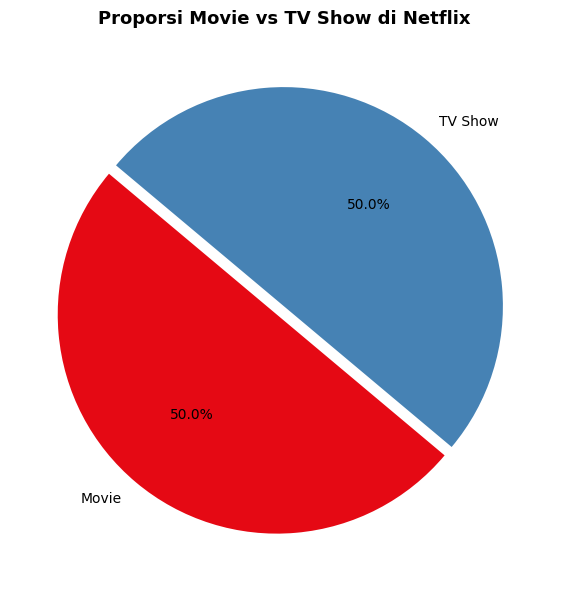 Proporsi Movie vs TV Show di Netflix
TV Show
50.0%
50.0%
Movie